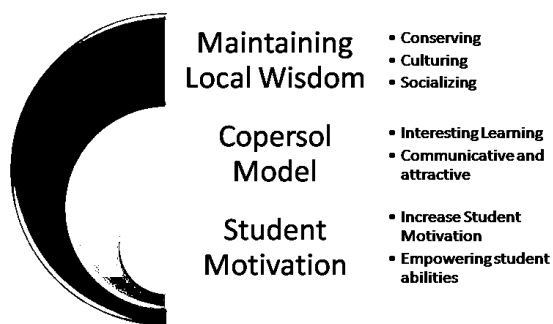 Maintaining
Local Wisdom
• Conserving
• Culturing
• Socializing
Copersol
Model
• Interesting Learning
• Communicative and
attractive
Student
Motivation
• Increase Student
Motivation
• Empowering student
abilities